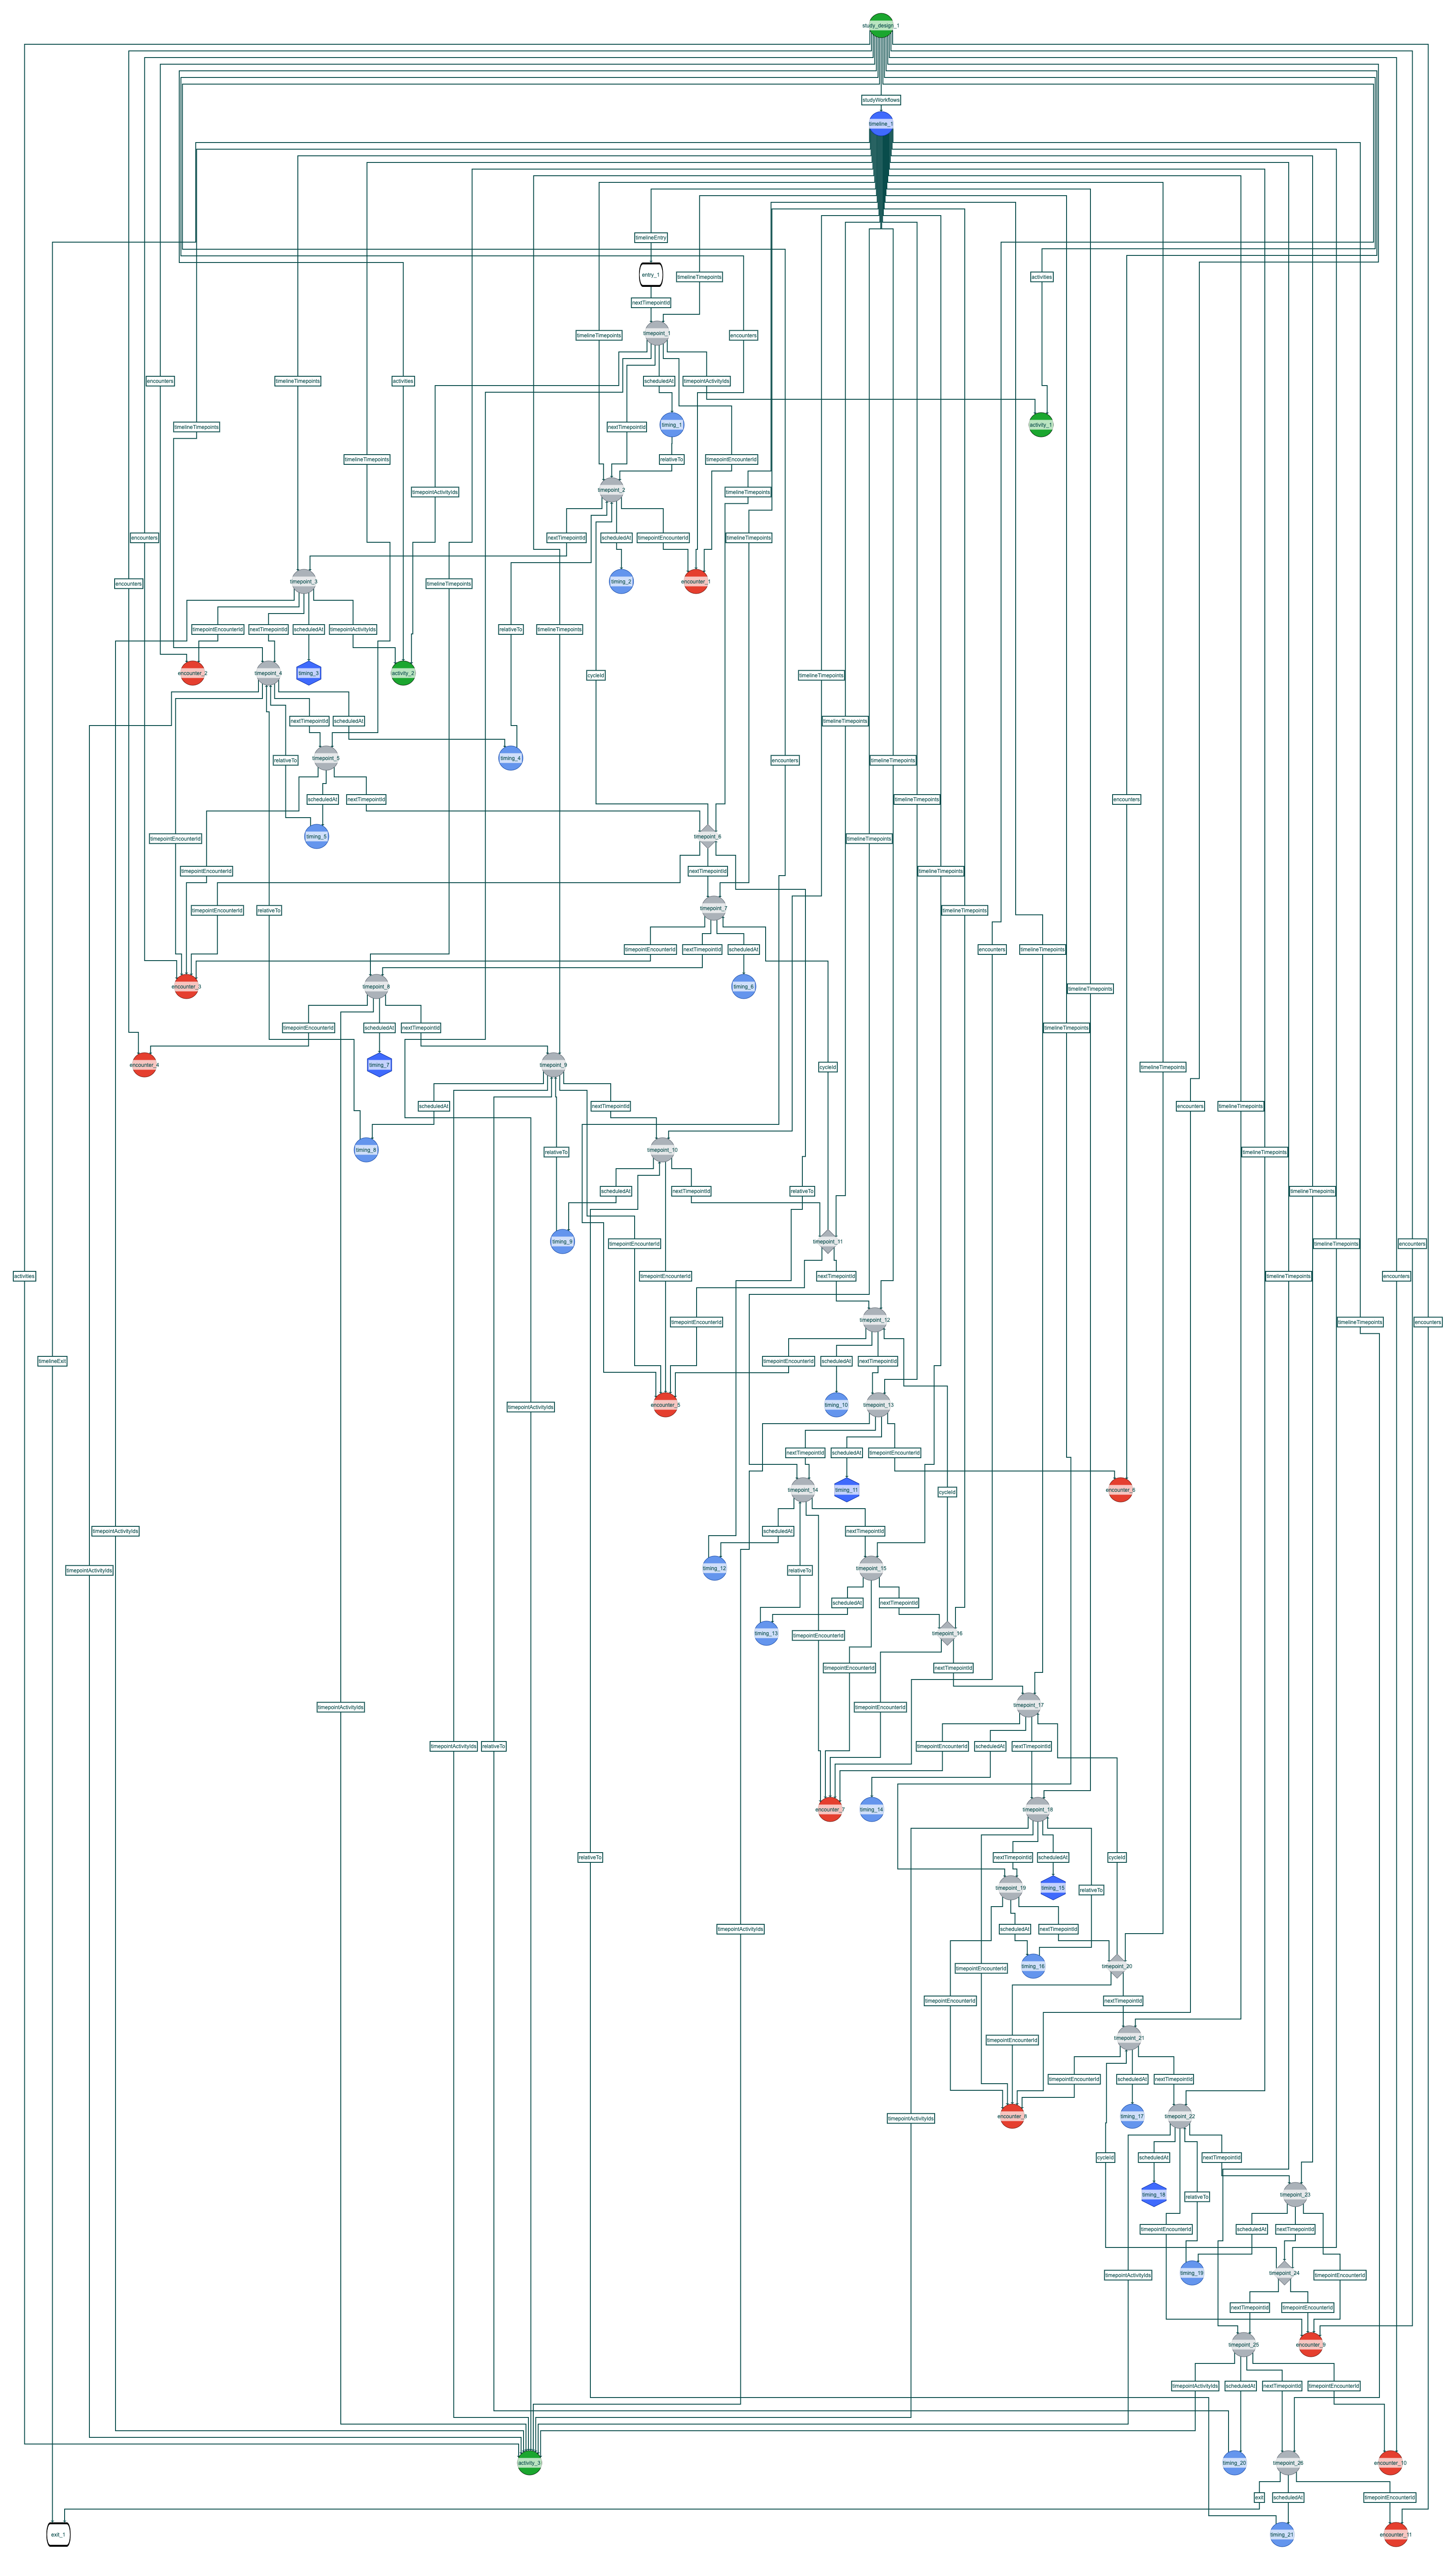 study_design_1
studyWorkflows
timeline_1
timelineEntry
entry_1
timelineTimepoints
activities
nextTimepointId
timepoint_1
timelineTimepoints
encounters
encounters
timelineTimepoints
activities
scheduledAt
timepointActivityIds
timelineTimepoints
nextTimepointId
timing_1
activity_1
timelineTimepoints
relativeTo
timepointEncounterId
timepointActivityIds
timepoint_2
timelineTimepoints
encounters
nextTimepointId
scheduledAt
timepointEncounterId
timelineTimepoints
encounters
timepoint_3
timelineTimepoints
timing_2
encounter_1
timepointEncounterId
nextTimepointId
scheduledAt
timepointActivityIds
relativeTo
timelineTimepoints
encounter_2
timepoint_4
timing_3
activity_2
cycleId
timelineTimepoints
nextTimepointId
scheduledAt
timelineTimepoints
relativeTo
timepoint_5
timing_4
encounters
timelineTimepoints
scheduledAt
nextTimepointId
timelineTimepoints
encounters
timepointEncounterId
timing_5
timepoint_6
timelineTimepoints
timepointEncounterId
nextTimepointId
timelineTimepoints
timepointEncounterId
relativeTo
timepoint_7
timelineTimepoints
timepointEncounterId
nextTimepointId
scheduledAt
encounters
timelineTimepoints
encounter_3
timepoint_8
timing_6
timelineTimepoints
timepointEncounterId
scheduledAt
nextTimepointId
timelineTimepoints
encounter_4
timing_7
timepoint_9
cycleId
timelineTimepoints
scheduledAt
nextTimepointId
encounters
timelineTimepoints
timing_8
relativeTo
timepoint_10
timelineTimepoints
scheduledAt
nextTimepointId
relativeTo
timelineTimepoints
timing_9
timepointEncounterId
timepoint_11
timelineTimepoints
encounters
activities
timepointEncounterId
nextTimepointId
timelineTimepoints
encounters
timepointEncounterId
timepoint_12
timelineTimepoints
encounters
timelineExit
timepointEncounterId
scheduledAt
nextTimepointId
timepointActivityIds
encounter_5
timing_10
timepoint_13
nextTimepointId
scheduledAt
timepointEncounterId
timepoint_14
timing_11
cycleId
encounter_6
timepointActivityIds
scheduledAt
nextTimepointId
timepointActivityIds
timing_12
relativeTo
timepoint_15
scheduledAt
nextTimepointId
timing_13
timepointEncounterId
timepoint_16
timepointEncounterId
nextTimepointId
timepointActivityIds
timepointEncounterId
timepoint_17
timepointActivityIds
relativeTo
timepointEncounterId
scheduledAt
nextTimepointId
encounter_7
timing_14
timepoint_18
relativeTo
nextTimepointId
scheduledAt
cycleId
timepoint_19
timing_15
relativeTo
timepointActivityIds
scheduledAt
nextTimepointId
timepointEncounterId
timing_16
timepoint_20
timepointEncounterId
nextTimepointId
timepointEncounterId
timepoint_21
timepointEncounterId
scheduledAt
nextTimepointId
timepointActivityIds
encounter_8
timing_17
timepoint_22
cycleId
scheduledAt
nextTimepointId
timing_18
relativeTo
timepoint_23
timepointEncounterId
scheduledAt
nextTimepointId
timepointActivityIds
timing_19
timepoint_24
timepointEncounterId
nextTimepointId
timepointEncounterId
timepoint_25
encounter_9
timepointActivityIds
scheduledAt
nextTimepointId
timepointEncounterId
activity_3
timing_20
timepoint_26
encounter_10
exit
scheduledAt
timepointEncounterId
exit_1
timing_21
encounter_11